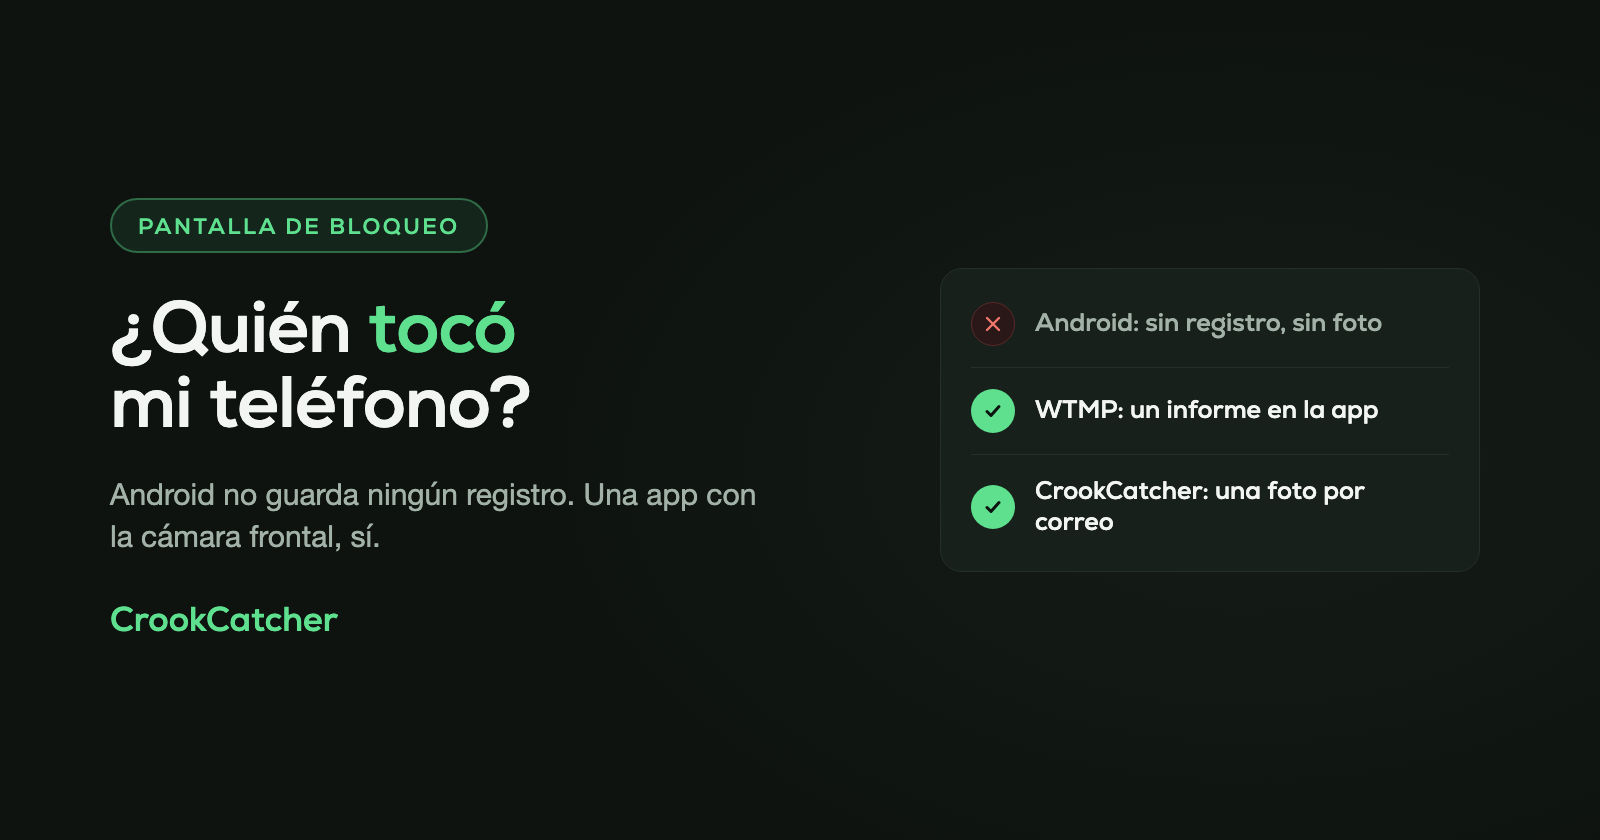 PANTALLA DE BLOQUEO
¿Quién tocó
mi teléfono?
Android no guarda ningún registro. Una app con
la cámara frontal, sí.
CrookCatcher
Android: sin registro, sin foto
WTMP: un informe en la app
CrookCatcher: una foto por
correo